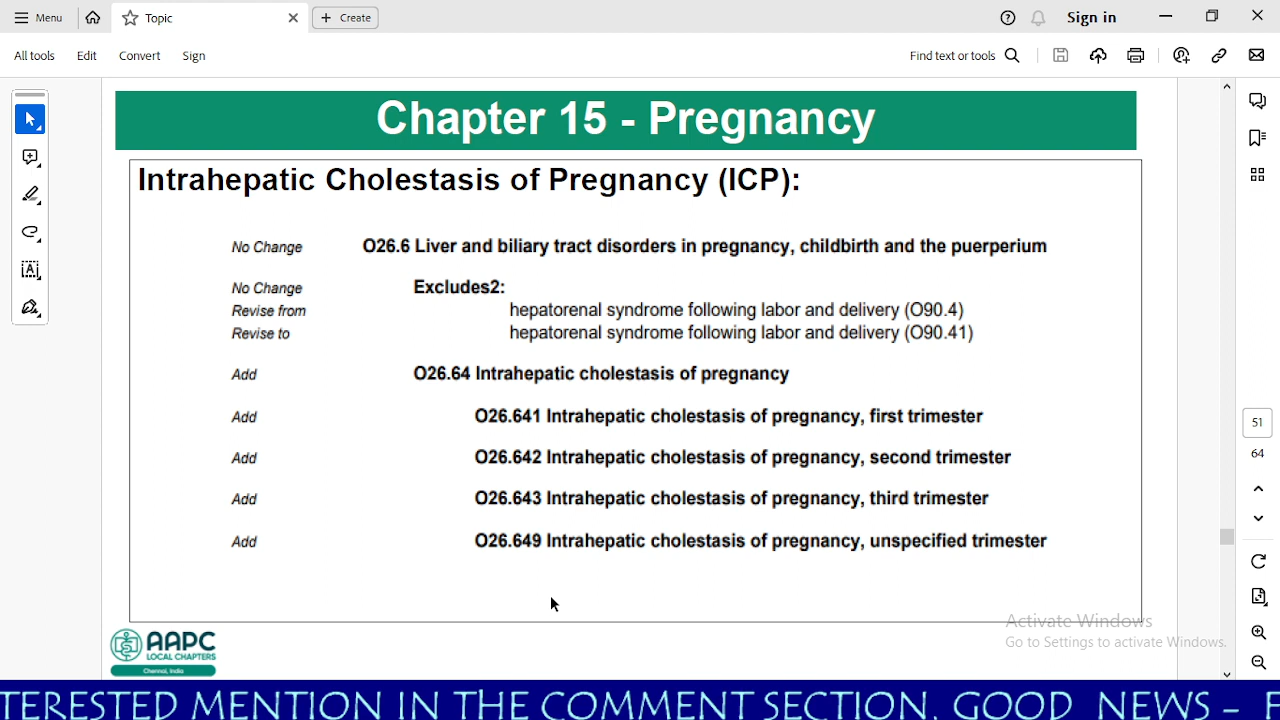 Menu
Topic
Create
Sign in
All tools
Edit
Convert
Sign
Find text or tools
Chapter 15 - Pregnancy
Intrahepatic Cholestasis of Pregnancy (ICP):
No Change O26.6 Liver and biliary tract disorders in pregnancy, childbirth and the puerperium
No Change Excludes2:
Revise from hepatorenal syndrome following labor and delivery (O90.4)
Revise to hepatorenal syndrome following labor and delivery (O90.41)
Add O26.64 Intrahepatic cholestasis of pregnancy
Add O26.641 Intrahepatic cholestasis of pregnancy, first trimester
Add O26.642 Intrahepatic cholestasis of pregnancy, second trimester
Add O26.643 Intrahepatic cholestasis of pregnancy, third trimester
Add O26.649 Intrahepatic cholestasis of pregnancy, unspecified trimester
51
64
AAPC
LOCAL CHAPTERS
Chennai, India
Activate Windows
Go to Settings to activate Windows.
TERESTED MENTION IN THE COMMENT SECTION. GOOD NEWS -